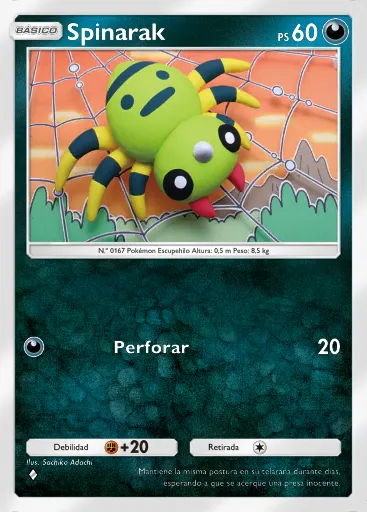 BÁSICO
Spinarak
PS 60
N.º 0167 Pokémon Escupehilo Altura: 0,5 m Peso: 8,5 kg
Perforar 20
Debilidad +20
Retirada
Ilus. Sachiko Adachi
Mantiene la misma postura en su telaraña durante días,
esperando a que se acerque una presa inocente.